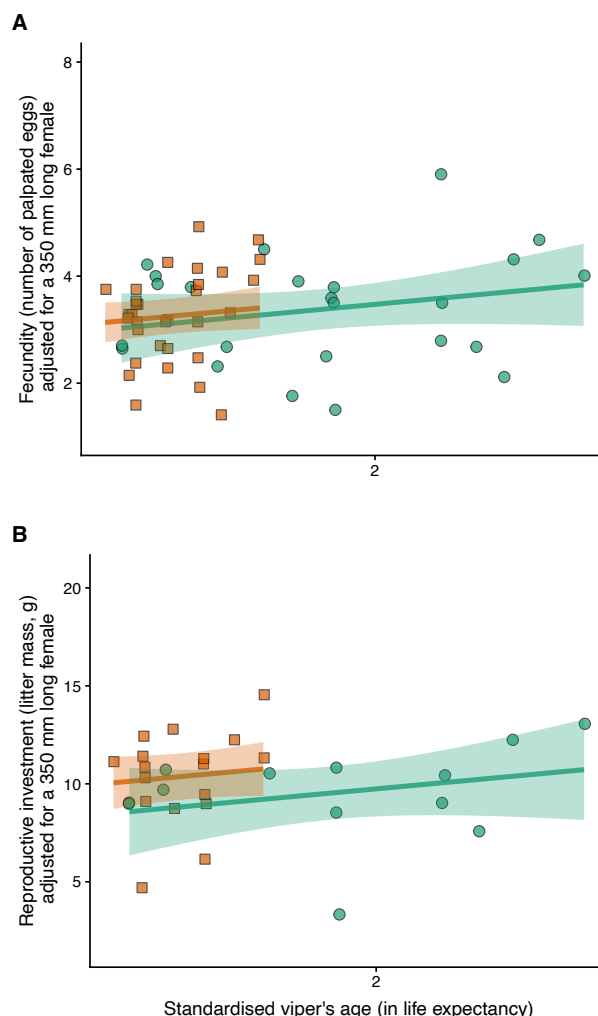 A
Fecundity (number of palpated eggs)
adjusted for a 350 mm long female
8
6
4
2
2
B
Reproductive investment (litter mass, g)
adjusted for a 350 mm long female
20
15
10
5
2
Standardised viper's age (in life expectancy)